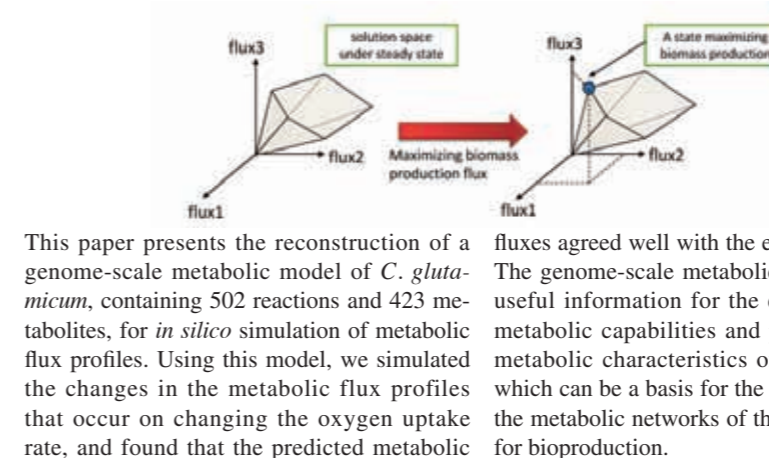 flux3
solution space
under steady state
flux2
flux1
Maximizing biomass
production flux
flux3
A state maximizing
biomass production
flux2
flux1
This paper presents the reconstruction of a
genome-scale metabolic model of C. gluta-
micum, containing 502 reactions and 423 me-
tabolites, for in silico simulation of metabolic
flux profiles. Using this model, we simulated
the changes in the metabolic flux profiles
that occur on changing the oxygen uptake
rate, and found that the predicted metabolic
fluxes agreed well with the e
The genome-scale metabolic
useful information for the
metabolic capabilities and
metabolic characteristics o
which can be a basis for the
the metabolic networks of th
for bioproduction.